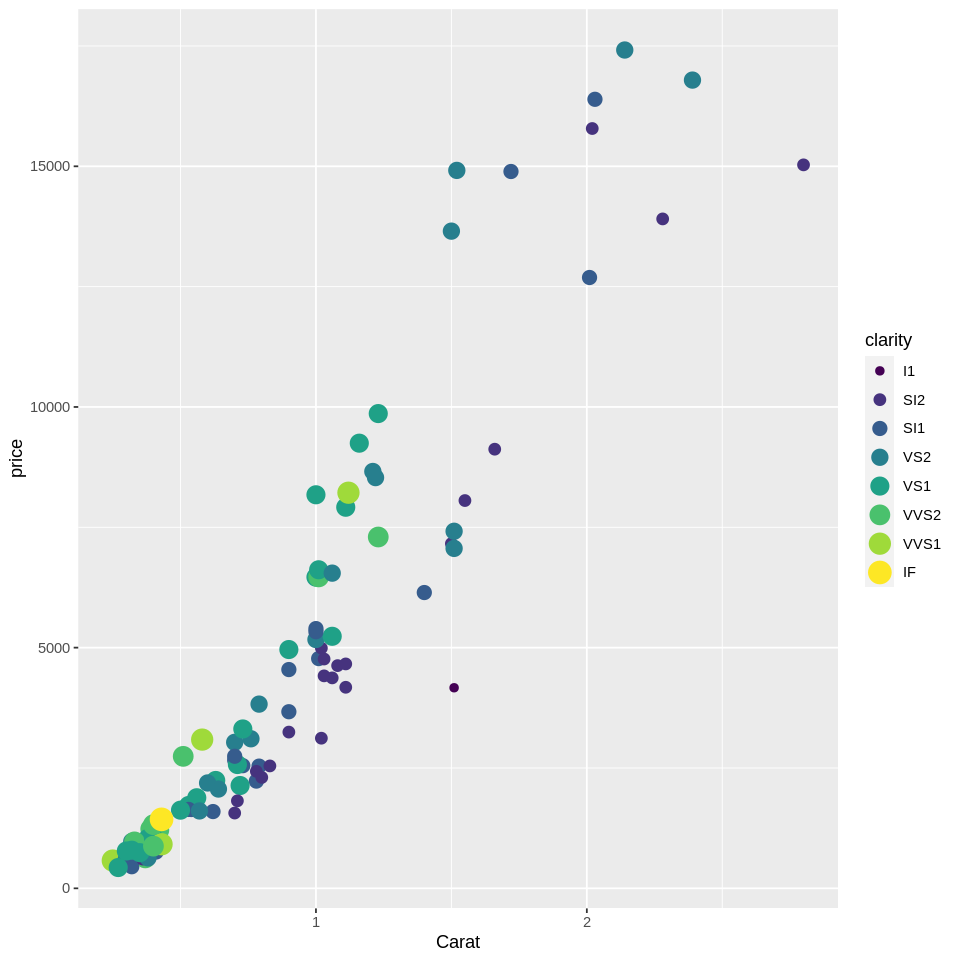 15000
10000
5000
0
1
2
Carat
price
clarity
I1
SI2
SI1
VS2
VS1
VVS2
VVS1
IF